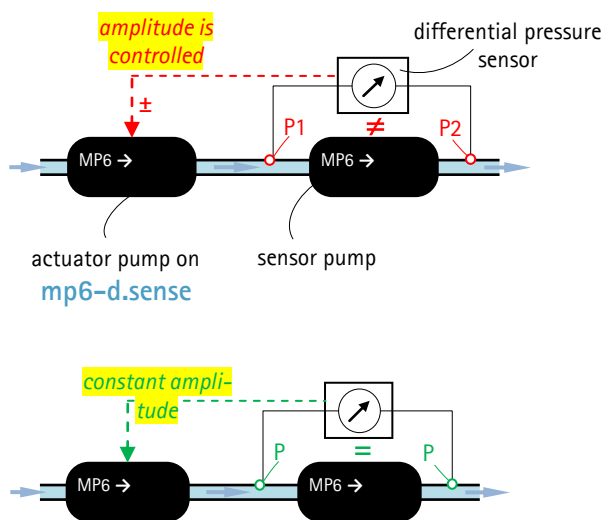 amplitude is
controlled
differential pressure
sensor
±
P1
≠
P2
MP6 →
MP6 →
actuator pump on
mp6-d.sense
sensor pump
constant ampli-
tude
P
=
P
MP6 →
MP6 →